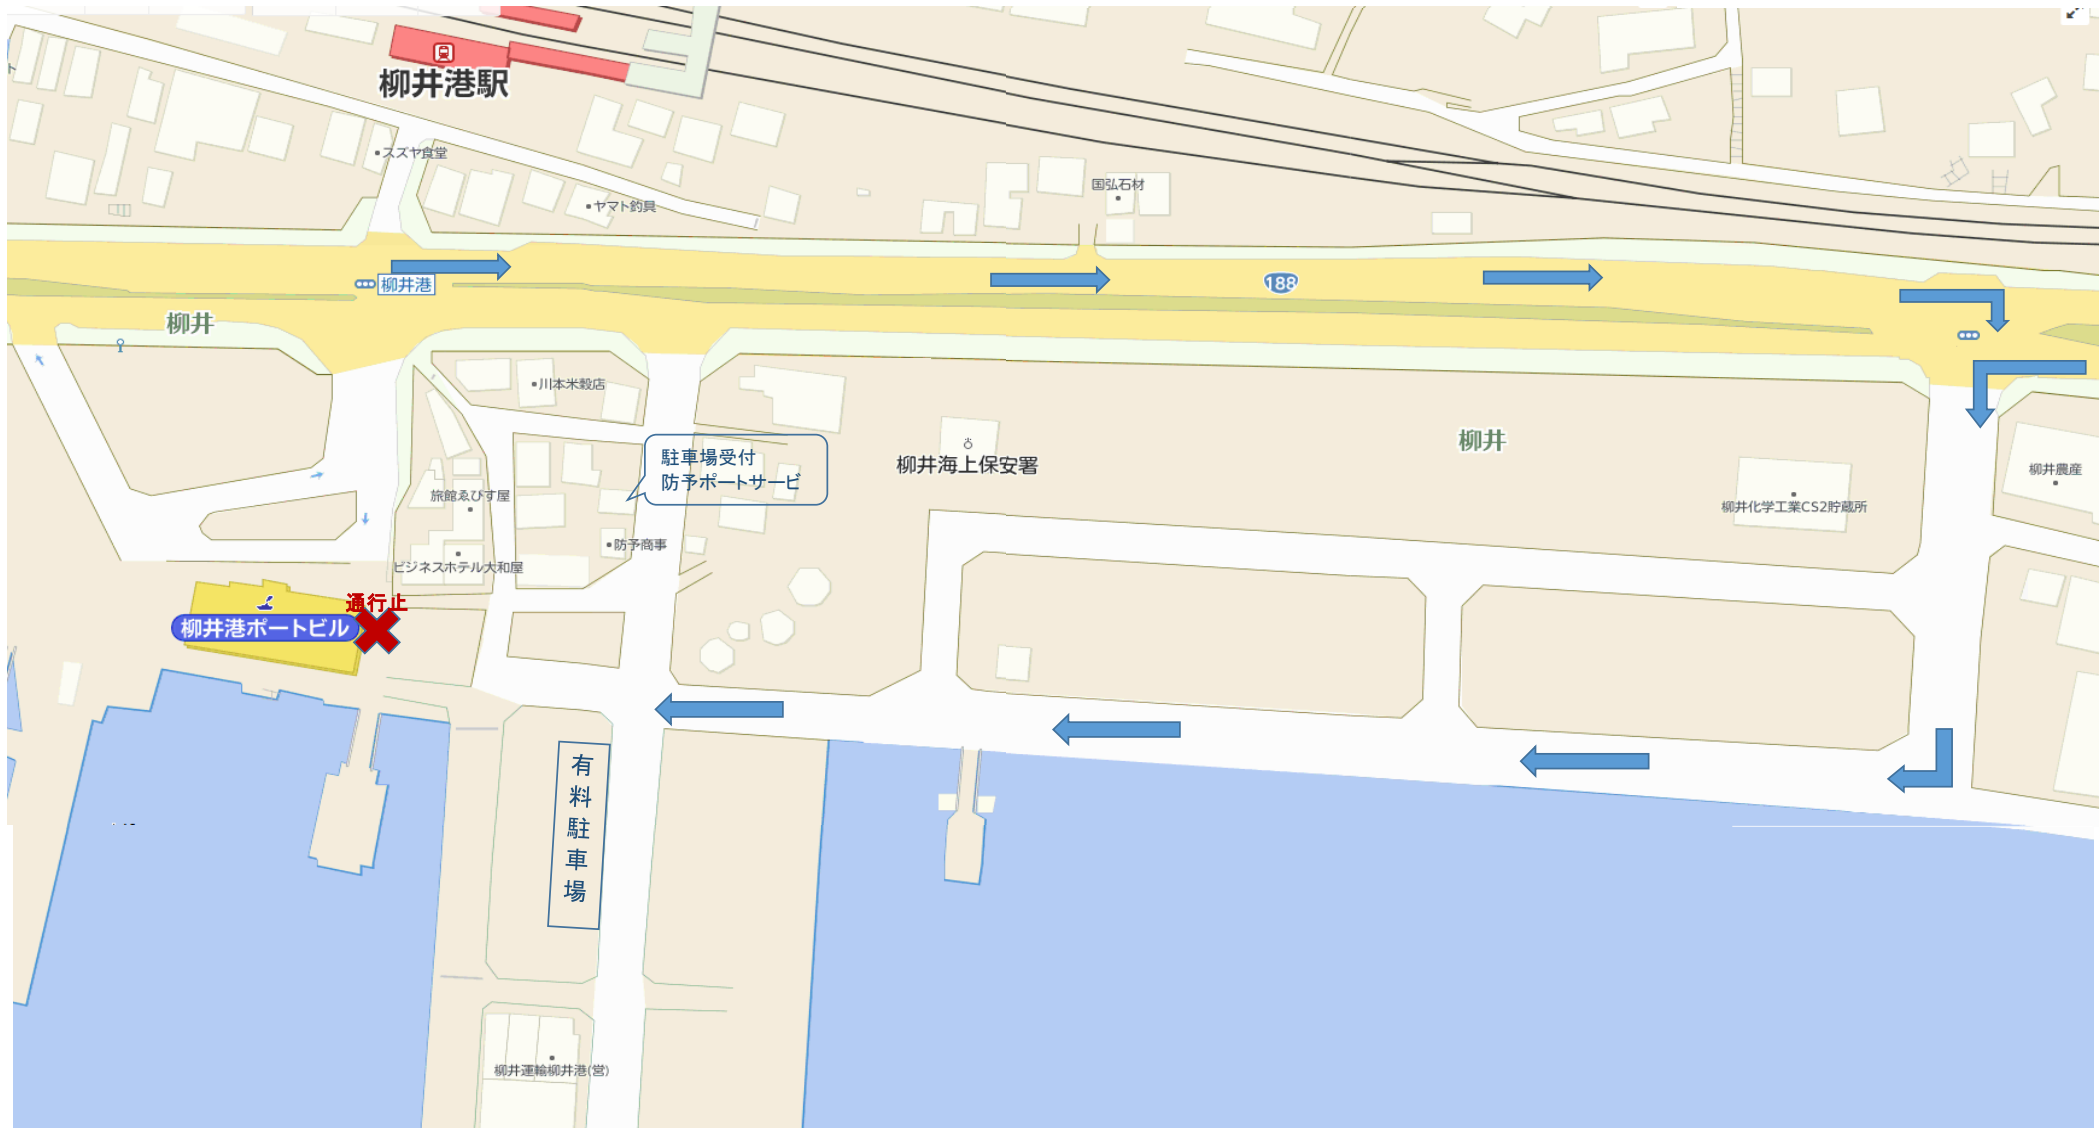 柳井港駅
スズヤ食堂
ヤマト釣具
国弘石材
柳井港
188
柳井
川本米穀店
駐車場受付
防予ポートサービ
柳井海上保安署
柳井
柳井農産
柳井化学工業CS2貯蔵所
旅館ゑびす屋
防予商事
ビジネスホテル大和屋
通行止
柳井港ポートビル
有料駐車場
柳井運輸柳井港(営)